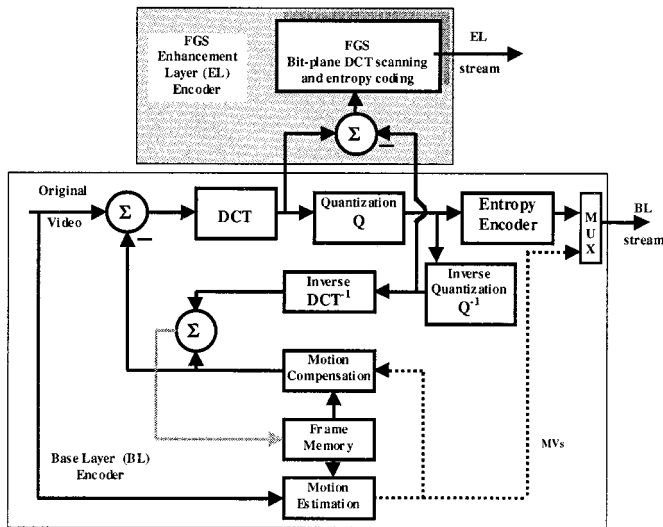 FGS
Enhancement
Layer (EL)
Encoder
FGS
Bit-plane DCT scanning
and entropy coding
EL
stream
Σ
Original
Video
Σ
DCT
Quantization
Q
Entropy
Encoder
MUX
BL
stream
Inverse
DCT-1
Inverse
Quantization
Q-1
Σ
Motion
Compensation
Frame
Memory
MVs
Base Layer (BL)
Encoder
Motion
Estimation